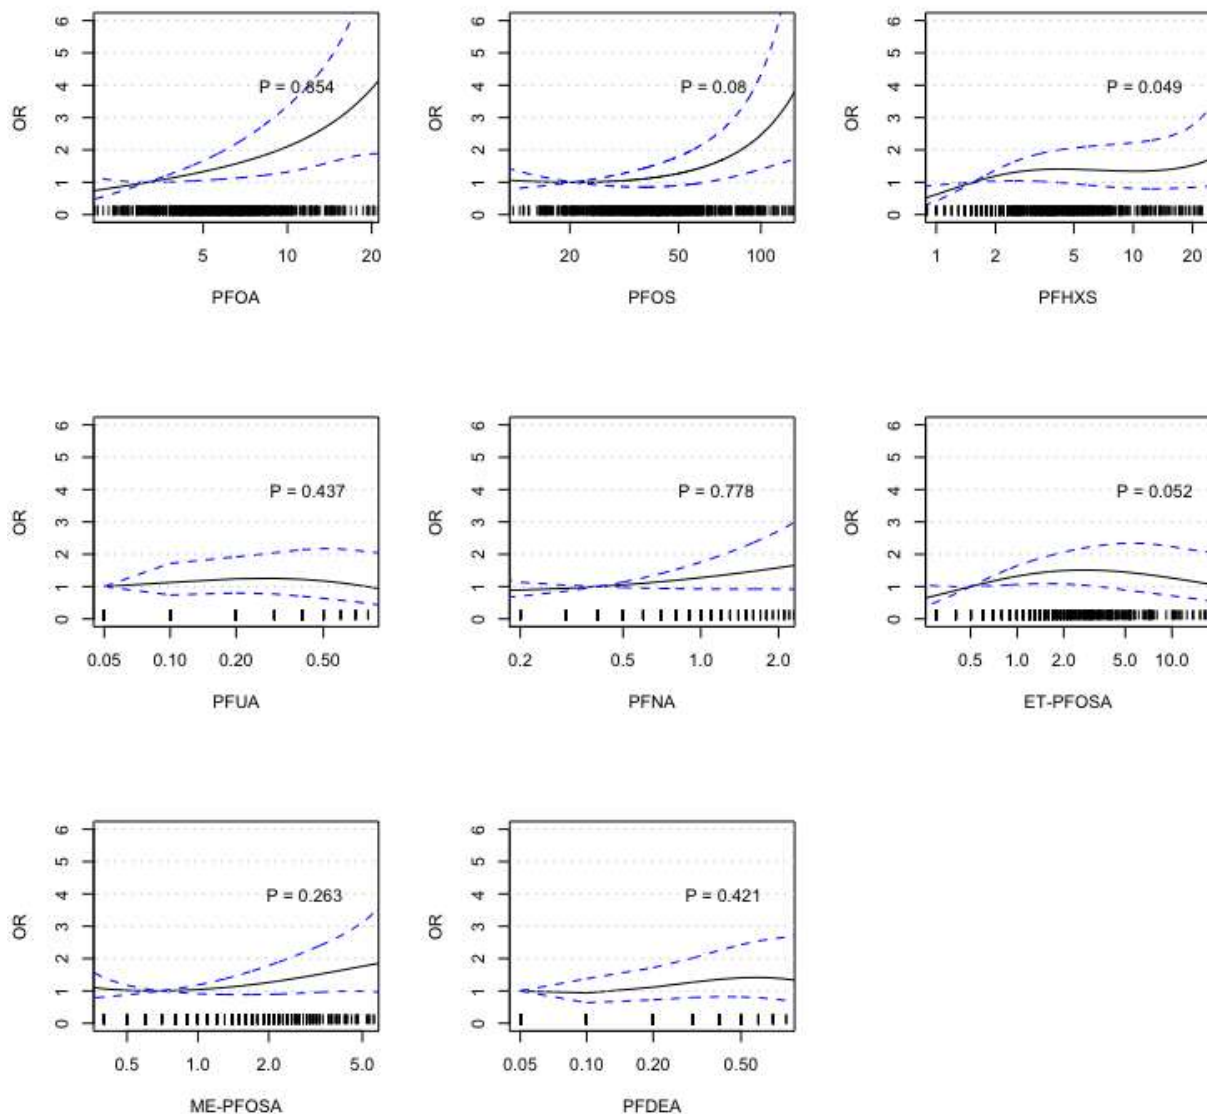 6
5
4
3
2
1
0
OR
P = 0.854
5 10 20
PFOA
6
5
4
3
2
1
0
OR
P = 0.08
20 50 100
PFOS
6
5
4
3
2
1
0
OR
P = 0.049
1 2 5 10 20
PFHXS
6
5
4
3
2
1
0
OR
P = 0.437
0.05 0.10 0.20 0.50
PFUA
6
5
4
3
2
1
0
OR
P = 0.778
0.2 0.5 1.0 2.0
PFNA
6
5
4
3
2
1
0
OR
P = 0.052
0.5 1.0 2.0 5.0 10.0
ET-PFOSA
6
5
4
3
2
1
0
OR
P = 0.263
0.5 1.0 2.0 5.0
ME-PFOSA
6
5
4
3
2
1
0
OR
P = 0.421
0.05 0.10 0.20 0.50
PFDEA